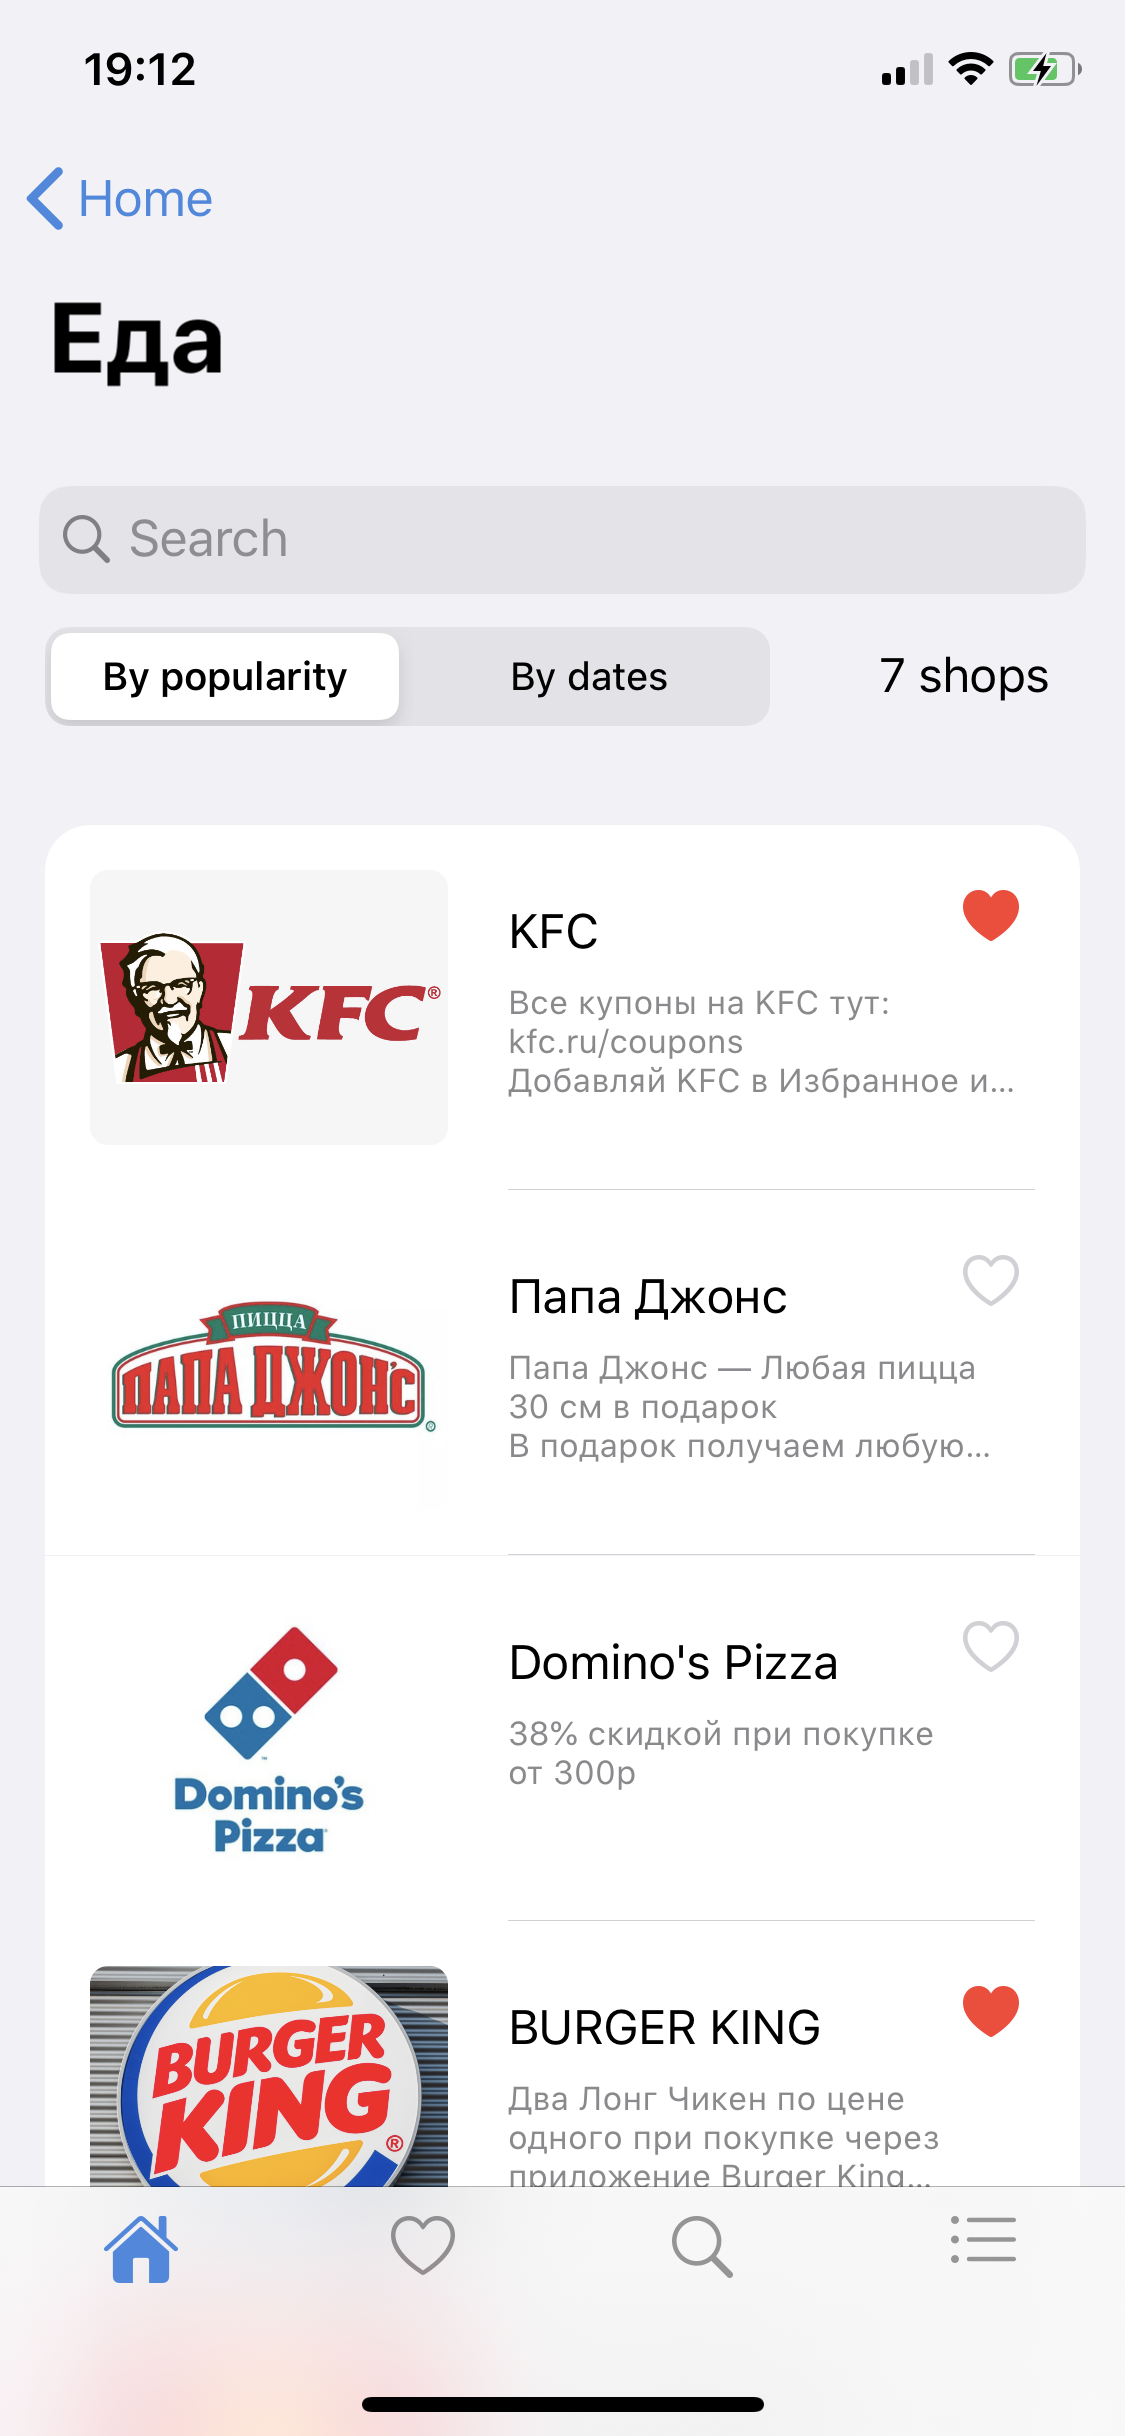 19:12
Home
Еда
Search
By popularity
By dates
7 shops
KFC®
KFC
Все купоны на KFC тут:
kfc.ru/coupons
Добавляй KFC в Избранное и...
ПИЦЦА
ПАПА ДЖОНС
Папа Джонс
Папа Джонс — Любая пицца
30 см в подарок
В подарок получаем любую...
Domino's
Pizza
Domino's Pizza
38% скидкой при покупке
от 300р
BURGER
KING®
BURGER KING
Два Лонг Чикен по цене
одного при покупке через
приложение Burger King...